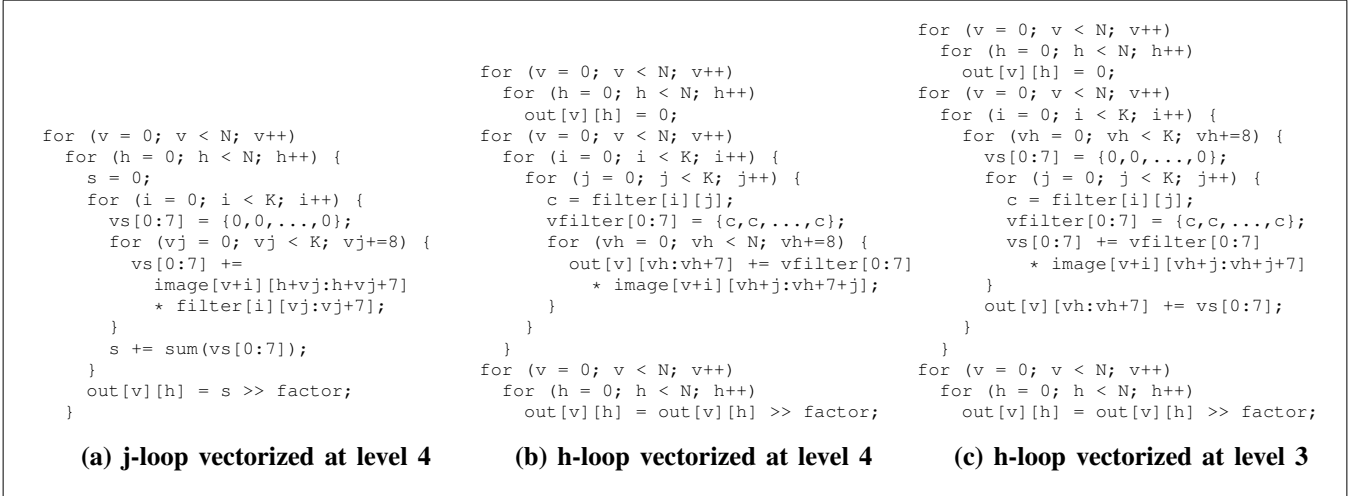 for (v = 0; v < N; v++)
  for (h = 0; h < N; h++) {
    s = 0;
    for (i = 0; i < K; i++) {
      vs[0:7] = {0,0,...,0};
      for (vj = 0; vj < K; vj+=8) {
        vs[0:7] +=
          image[v+i][h+vj:h+vj+7]
          * filter[i][vj:vj+7];
      }
      s += sum(vs[0:7]);
    }
    out[v][h] = s >> factor;
  }
(a) j-loop vectorized at level 4
for (v = 0; v < N; v++)
  for (h = 0; h < N; h++)
    out[v][h] = 0;
for (v = 0; v < N; v++)
  for (i = 0; i < K; i++) {
    for (j = 0; j < K; j++) {
      c = filter[i][j];
      vfilter[0:7] = {c,c,...,c};
      for (vh = 0; vh < N; vh+=8) {
        out[v][vh:vh+7] += vfilter[0:7]
          * image[v+i][vh+j:vh+7+j];
      }
    }
  }
for (v = 0; v < N; v++)
  for (h = 0; h < N; h++)
    out[v][h] = out[v][h] >> factor;
(b) h-loop vectorized at level 4
for (v = 0; v < N; v++)
  for (h = 0; h < N; h++)
    out[v][h] = 0;
for (v = 0; v < N; v++)
  for (i = 0; i < K; i++) {
    for (vh = 0; vh < K; vh+=8) {
      vs[0:7] = {0,0,...,0};
      for (j = 0; j < K; j++) {
        c = filter[i][j];
        vfilter[0:7] = {c,c,...,c};
        vs[0:7] += vfilter[0:7]
          * image[v+i][vh+j:vh+j+7]
      }
      out[v][vh:vh+7] += vs[0:7];
    }
  }
for (v = 0; v < N; v++)
  for (h = 0; h < N; h++)
    out[v][h] = out[v][h] >> factor;
(c) h-loop vectorized at level 3